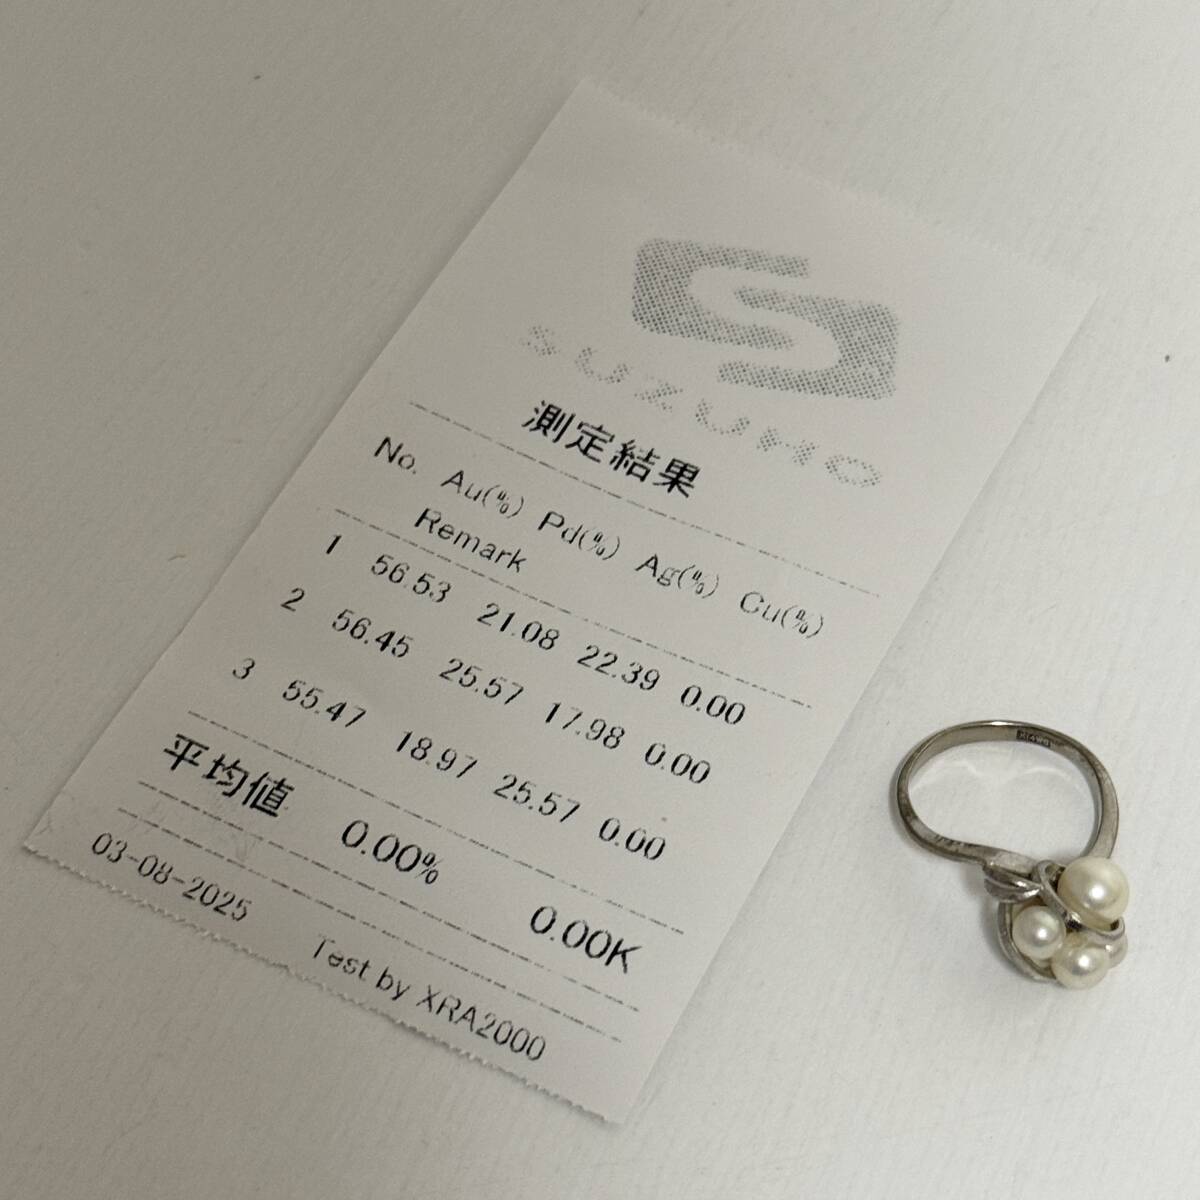 S
SUZUHO
測定結果
No. Au(%) Pd(%) Ag(%) Cu(%)
Remark
1 56.53 21.08 22.39 0.00
2 56.45 25.57 17.98 0.00
3 55.47 18.97 25.57 0.00
平均値 0.00% 0.00K
03-08-2025 Test by XRA2000